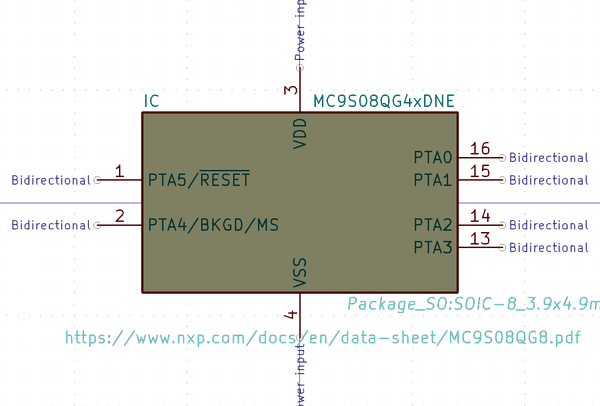 Power inp
3
IC
MC9S08QG4xDNE
VDD
PTA0
16
Bidirectional
Bidirectional
1
PTA5/RESET
PTA1
15
Bidirectional
Bidirectional
2
PTA4/BKGD/MS
PTA2
14
Bidirectional
PTA3
13
Bidirectional
VSS
4
Package_SO:SOIC-8_3.9x4.9m
https://www.nxp.com/docs/en/data-sheet/MC9S08QG8.pdf
wer input